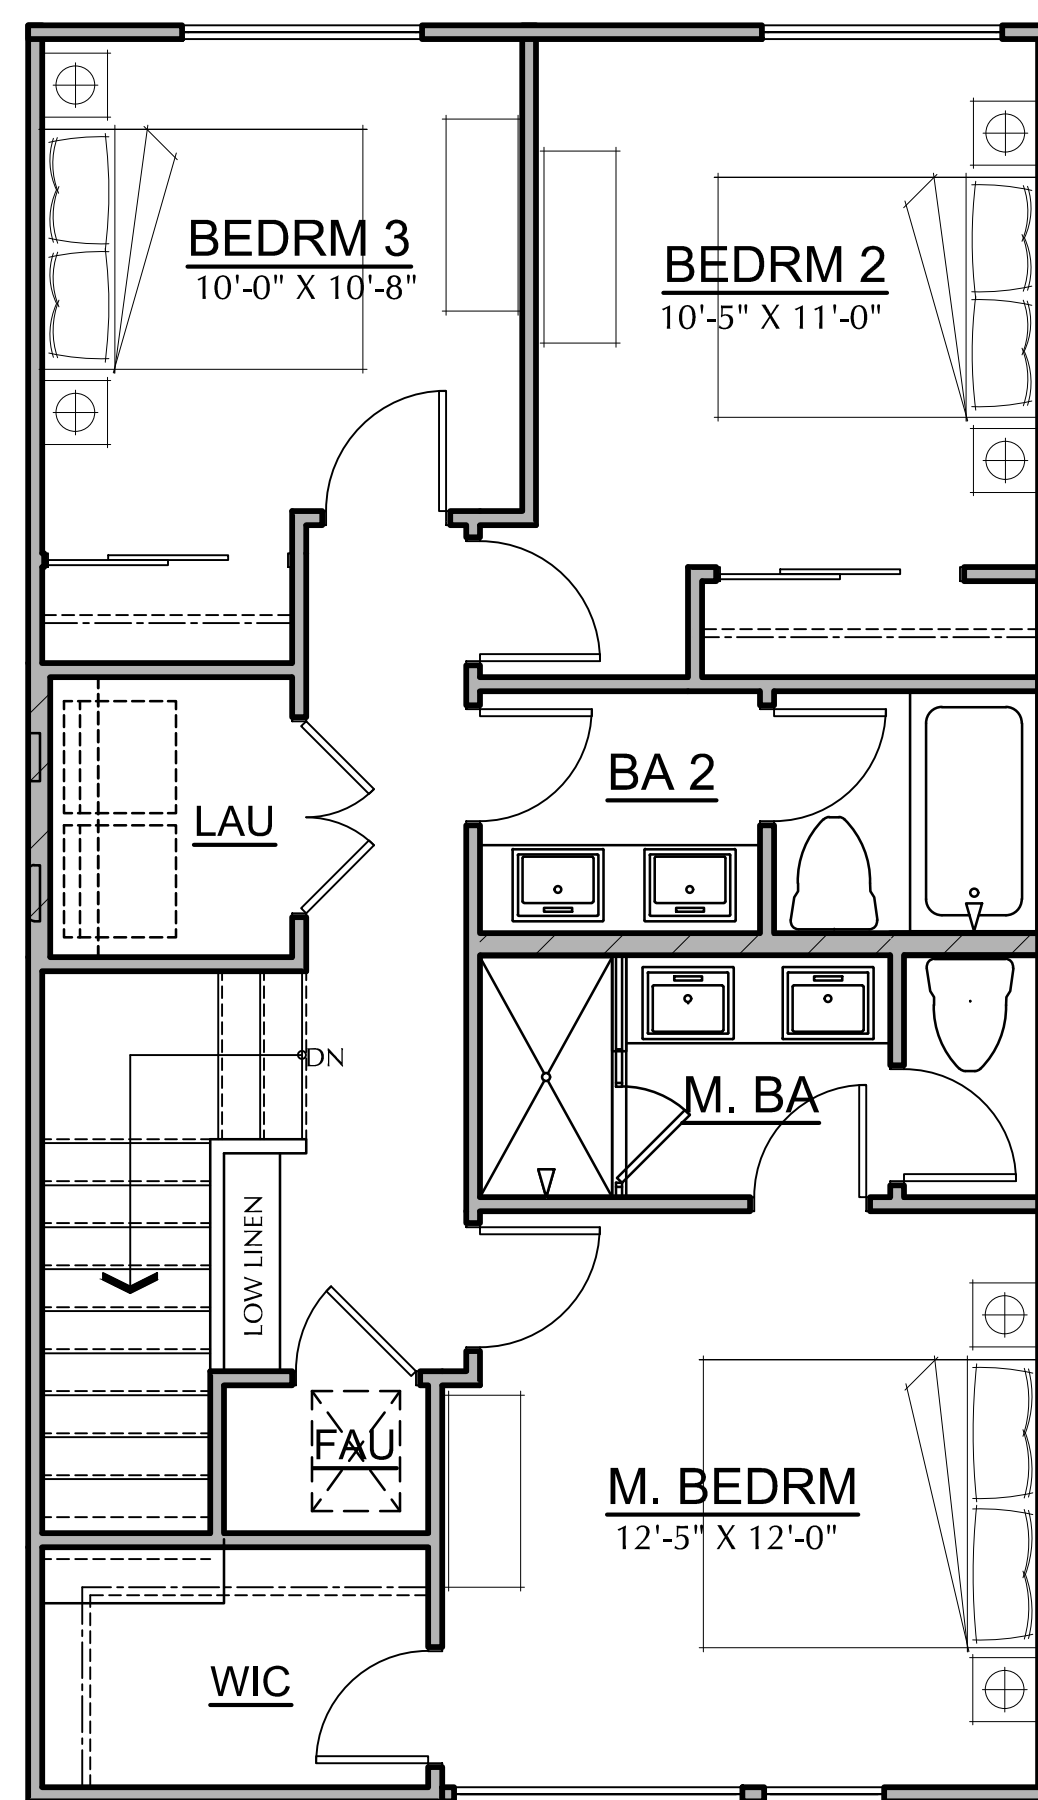 BEDRM 3
10'-0" X 10'-8"
BEDRM 2
10'-5" X 11'-0"
BA 2
LAU
DN
M. BA
LOW LINEN
FAU
M. BEDRM
12'-5" X 12'-0"
WIC